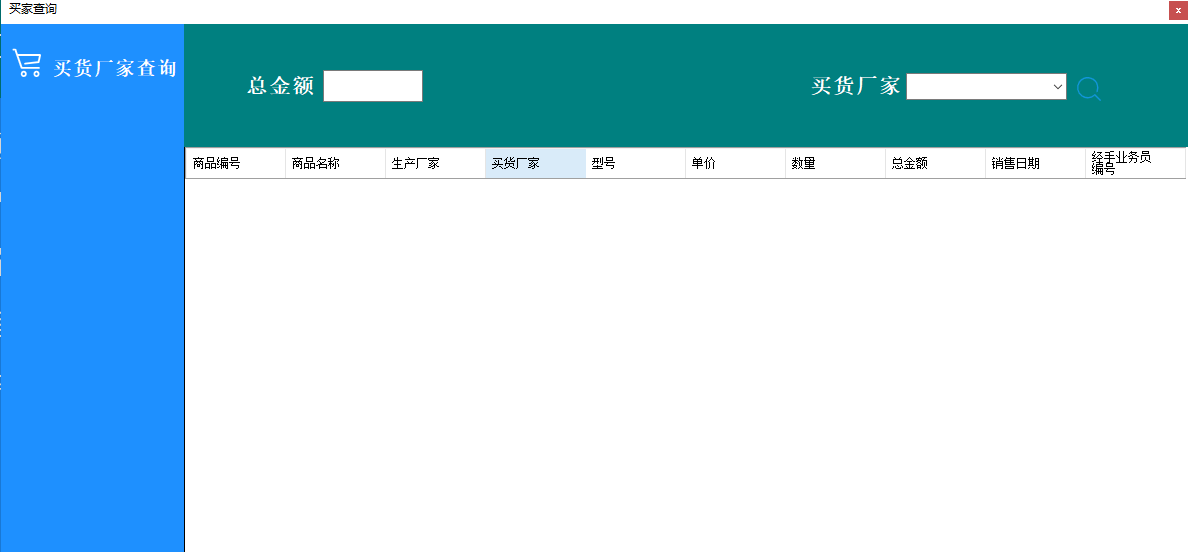 买家查询
x
买货厂家查询
总金额
买货厂家
商品编号
商品名称
生产厂家
买货厂家
型号
单价
数量
总金额
销售日期
经手业务员
编号